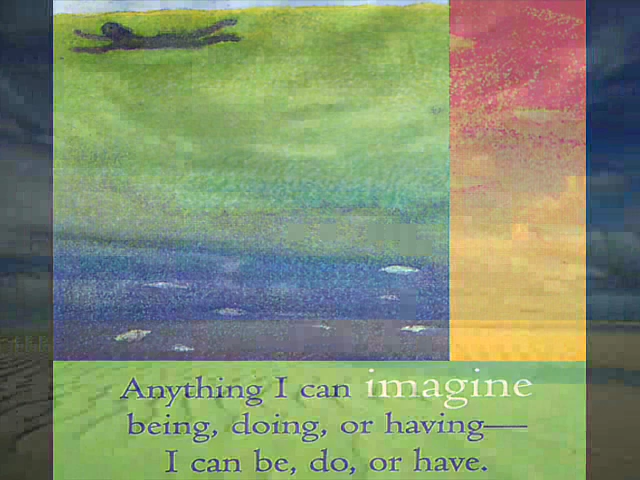 Anything I can imagine
being, doing, or having—
I can be, do, or have.